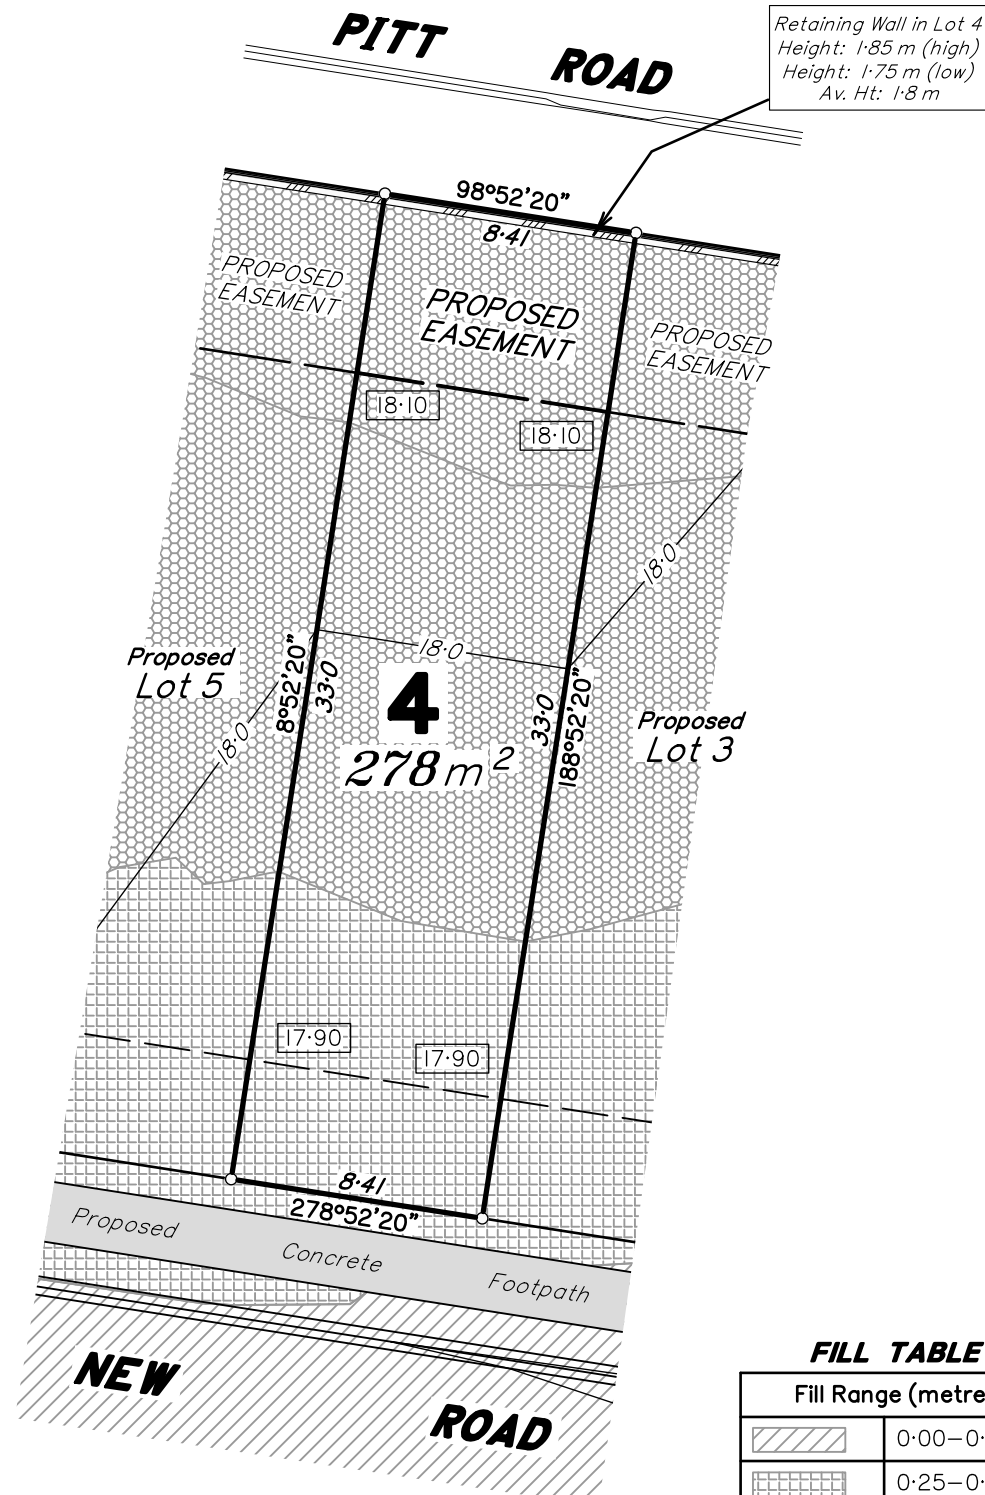 PITT ROAD
Retaining Wall in Lot 4
Height: 1·85 m (high)
Height: 1·75 m (low)
Av. Ht: 1·8 m
98°52'20"
8·41
PROPOSED
EASEMENT
PROPOSED
EASEMENT
PROPOSED
EASEMENT
18·10
18·10
18·0
18·0
18·0
Proposed
Lot 5
8°52'20"
33·0
4
278 m²
33·0
188°52'20"
Proposed
Lot 3
17·90
17·90
8·41
278°52'20"
Proposed Concrete Footpath
NEW ROAD
FILL TABLE
Fill Range (metre
0·00–0·
0·25–0·